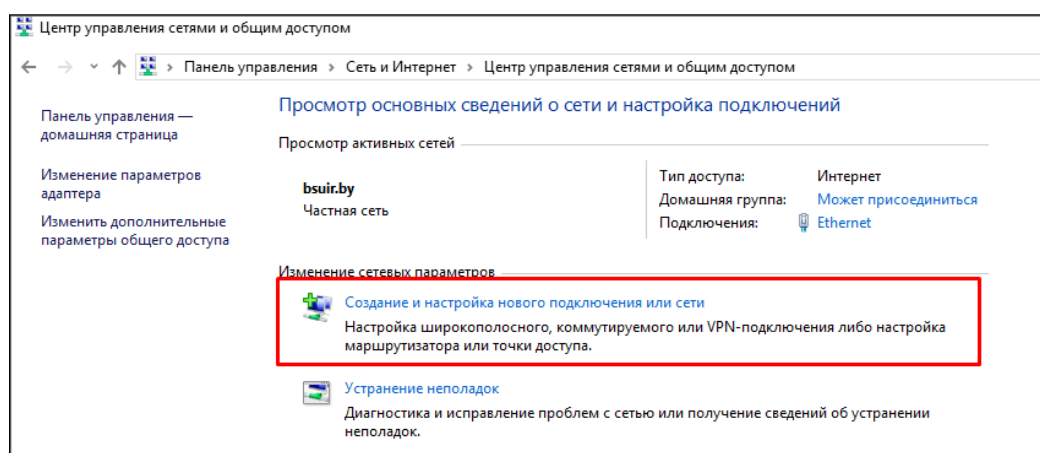 Центр управления сетями и общим доступом
Панель управления > Сеть и Интернет > Центр управления сетями и общим доступом
Панель управления —
домашняя страница
Изменение параметров
адаптера
Изменить дополнительные
параметры общего доступа
Просмотр основных сведений о сети и настройка подключений
Просмотр активных сетей
bsuir.by
Частная сеть
Тип доступа: Интернет
Домашняя группа: Может присоединиться
Подключения: Ethernet
Изменение сетевых параметров
Создание и настройка нового подключения или сети
Настройка широкополосного, коммутируемого или VPN-подключения либо настройка
маршрутизатора или точки доступа.
Устранение неполадок
Диагностика и исправление проблем с сетью или получение сведений об устранении
неполадок.